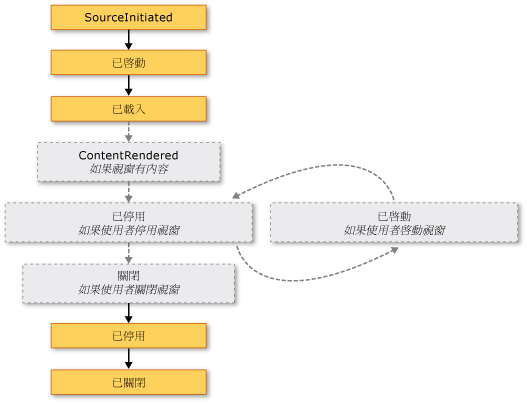 SourceInitiated
已啓動
已載入
ContentRendered
如果視窗有內容
已停用
如果使用者停用視窗
已啓動
如果使用者啓動視窗
關閉
如果使用者關閉視窗
已停用
已關閉